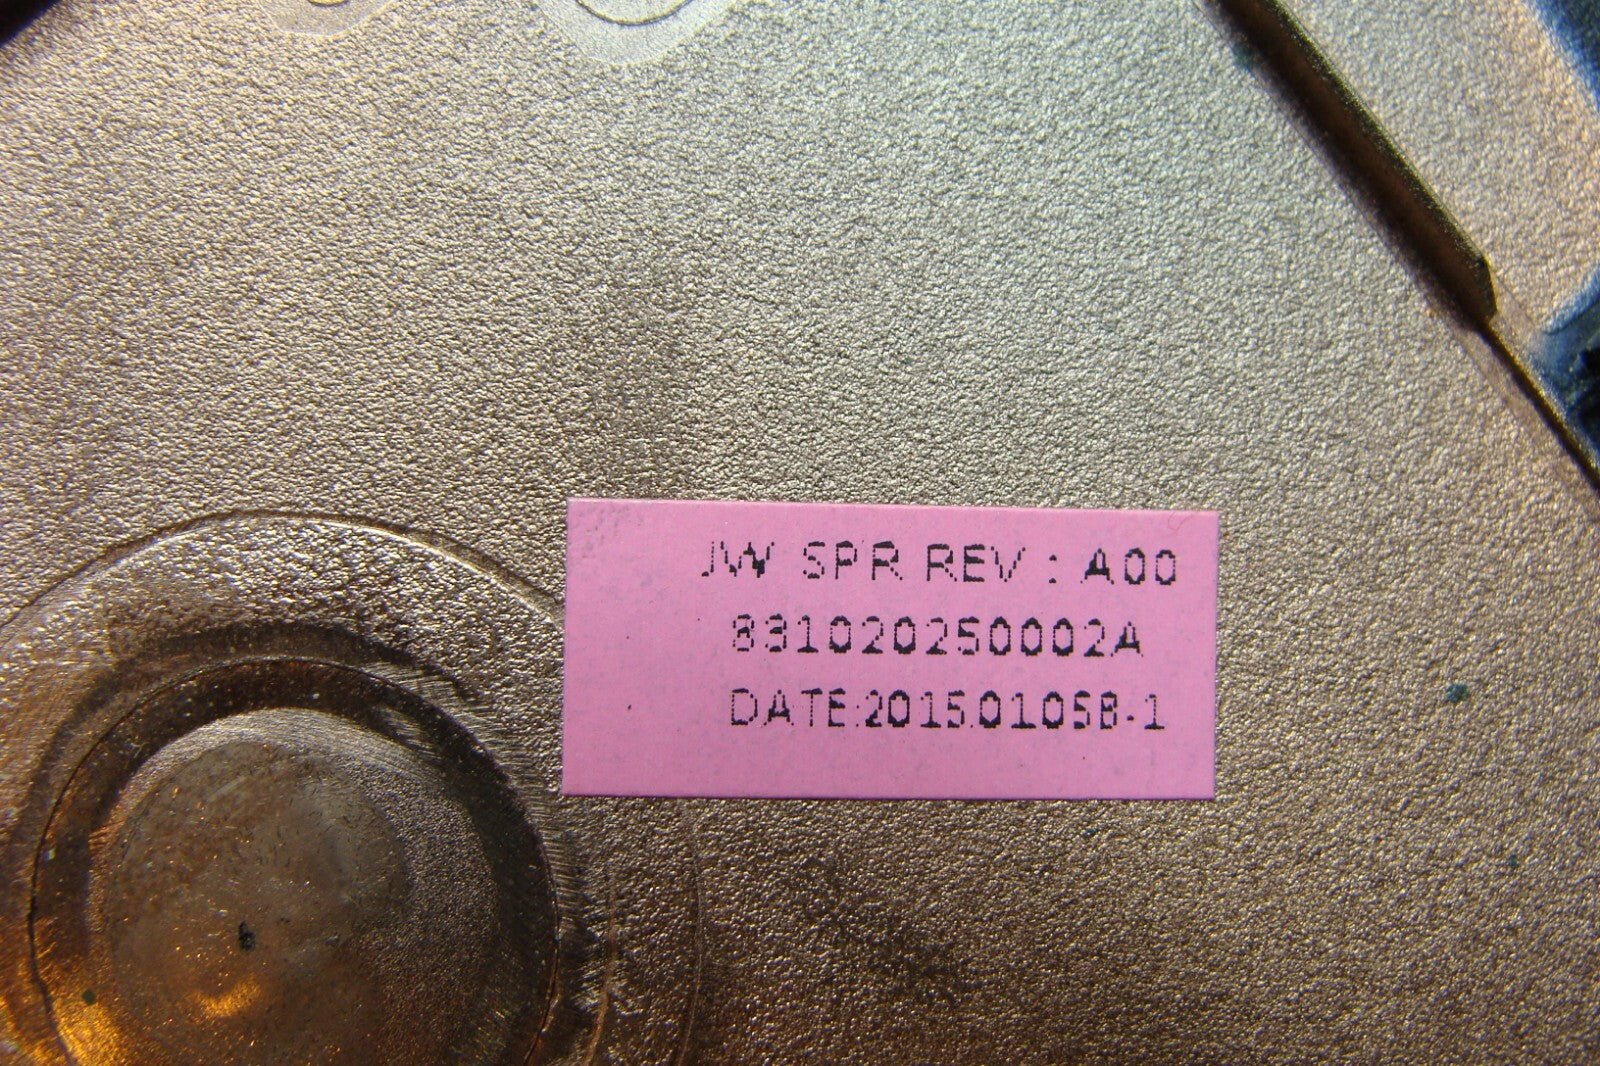 JW SPR REV : A00
831020250002A
DATE:2015.0105B-1